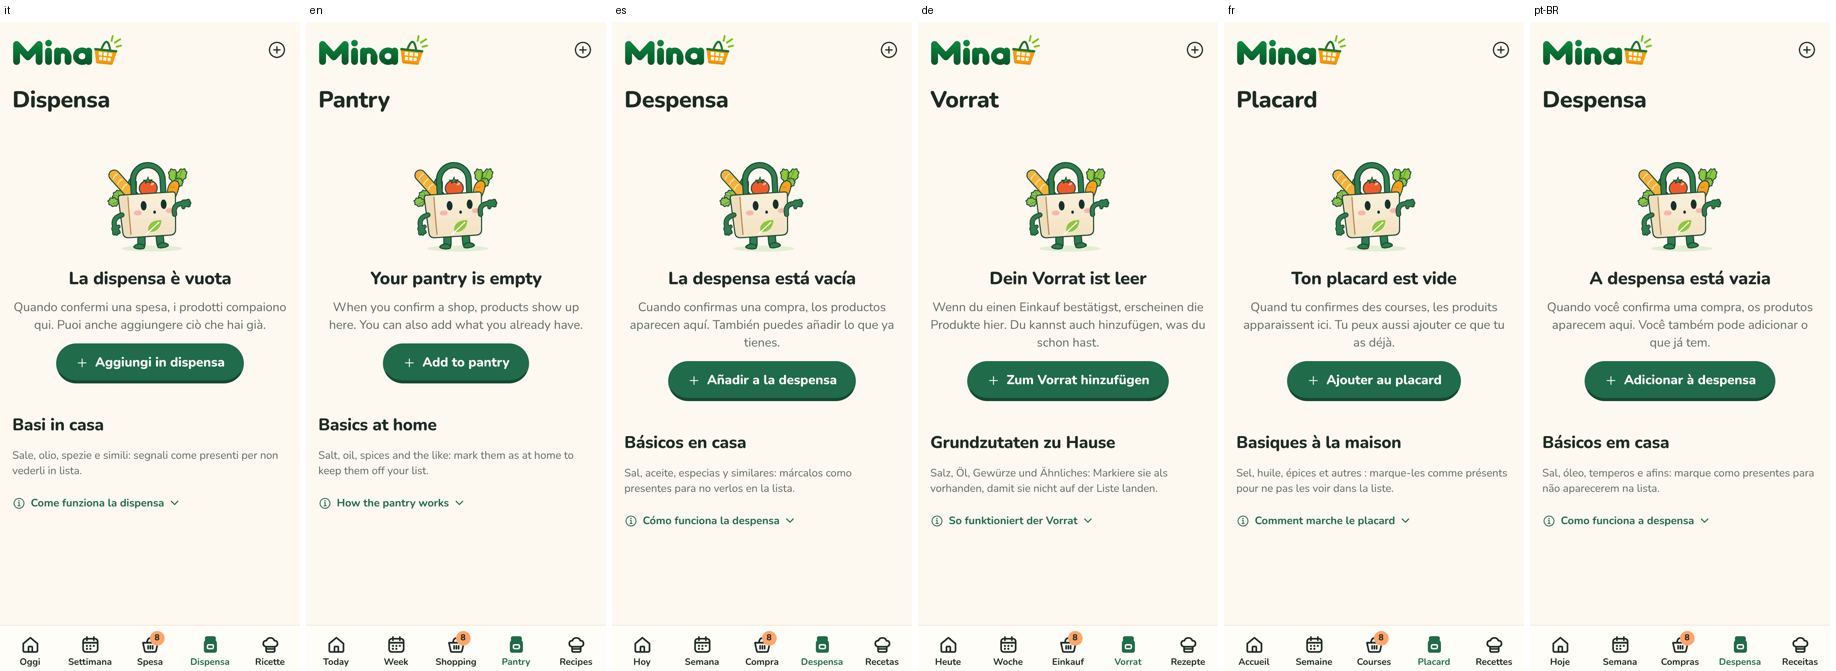 it
Mina
Dispensa
La dispensa è vuota
Quando confermi una spesa, i prodotti compaiono
qui. Puoi anche aggiungere ciò che hai già.
+ Aggiungi in dispensa
Basi in casa
Sale, olio, spezie e simili: segnali come presenti per non
vederli in lista.
Come funziona la dispensa
8
Oggi
Settimana
Spesa
Dispensa
Ricette
en
Mina
Pantry
Your pantry is empty
When you confirm a shop, products show up
here. You can also add what you already have.
+ Add to pantry
Basics at home
Salt, oil, spices and the like: mark them as at home to
keep them off your list.
How the pantry works
8
Today
Week
Shopping
Pantry
Recipes
es
Mina
Despensa
La despensa está vacía
Cuando confirmas una compra, los productos
aparecen aquí. También puedes añadir lo que ya
tienes.
+ Añadir a la despensa
Básicos en casa
Sal, aceite, especias y similares: márcalos como
presentes para no verlos en la lista.
Cómo funciona la despensa
8
Hoy
Semana
Compra
Despensa
Recetas
de
Mina
Vorrat
Dein Vorrat ist leer
Wenn du einen Einkauf bestätigst, erscheinen die
Produkte hier. Du kannst auch hinzufügen, was du
schon hast.
+ Zum Vorrat hinzufügen
Grundzutaten zu Hause
Salz, Öl, Gewürze und Ähnliches: Markiere sie als
vorhanden, damit sie nicht auf der Liste landen.
So funktioniert der Vorrat
8
Heute
Woche
Einkauf
Vorrat
Rezepte
fr
Mina
Placard
Ton placard est vide
Quand tu confirmes des courses, les produits
apparaissent ici. Tu peux aussi ajouter ce que tu
as déjà.
+ Ajouter au placard
Basiques à la maison
Sel, huile, épices et autres : marque-les comme présents
pour ne pas les voir dans la liste.
Comment marche le placard
8
Accueil
Semaine
Courses
Placard
Recettes
pt-BR
Mina
Despensa
A despensa está vazia
Quando você confirma uma compra, os produtos
aparecem aqui. Você também pode adicionar o
que já tem.
+ Adicionar à despensa
Básicos em casa
Sal, óleo, temperos e afins: marque como presentes para
não aparecerem na lista.
Como funciona a despensa
8
Hoje
Semana
Compras
Despensa
Receitas